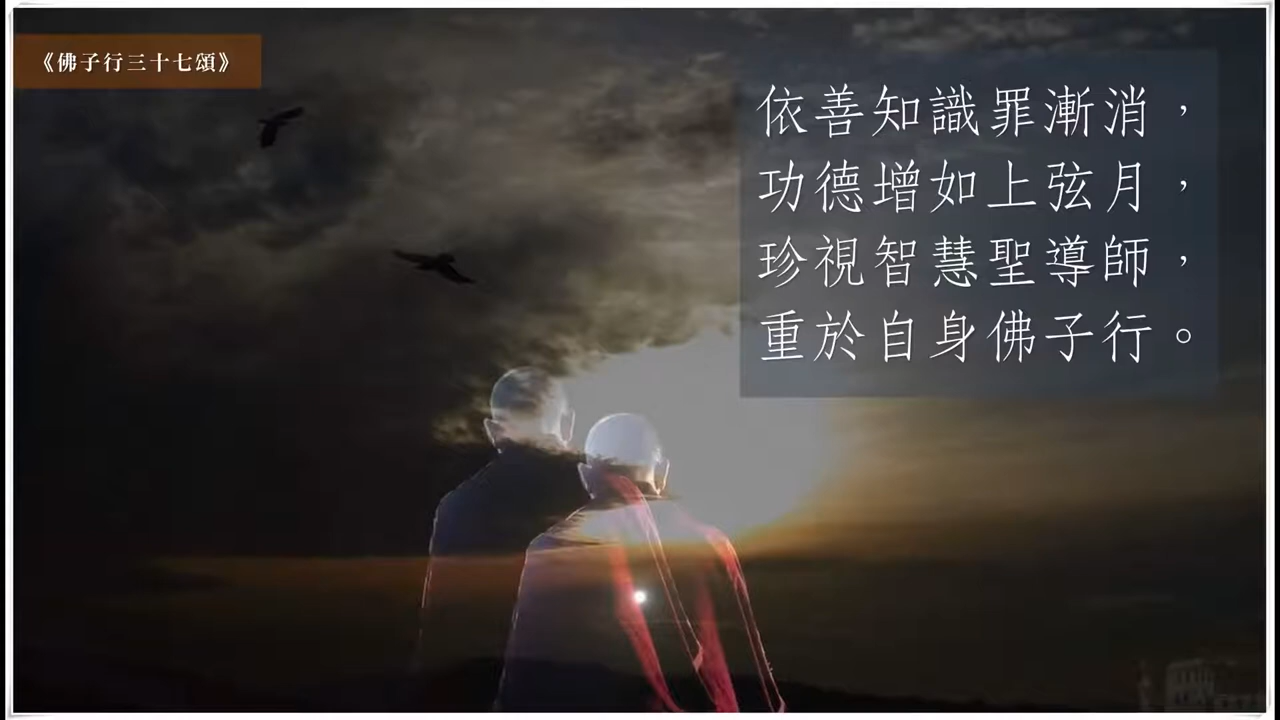 《佛子行三十七頌》
依善知識罪漸消，
功德增如上弦月，
珍視智慧聖導師，
重於自身佛子行。